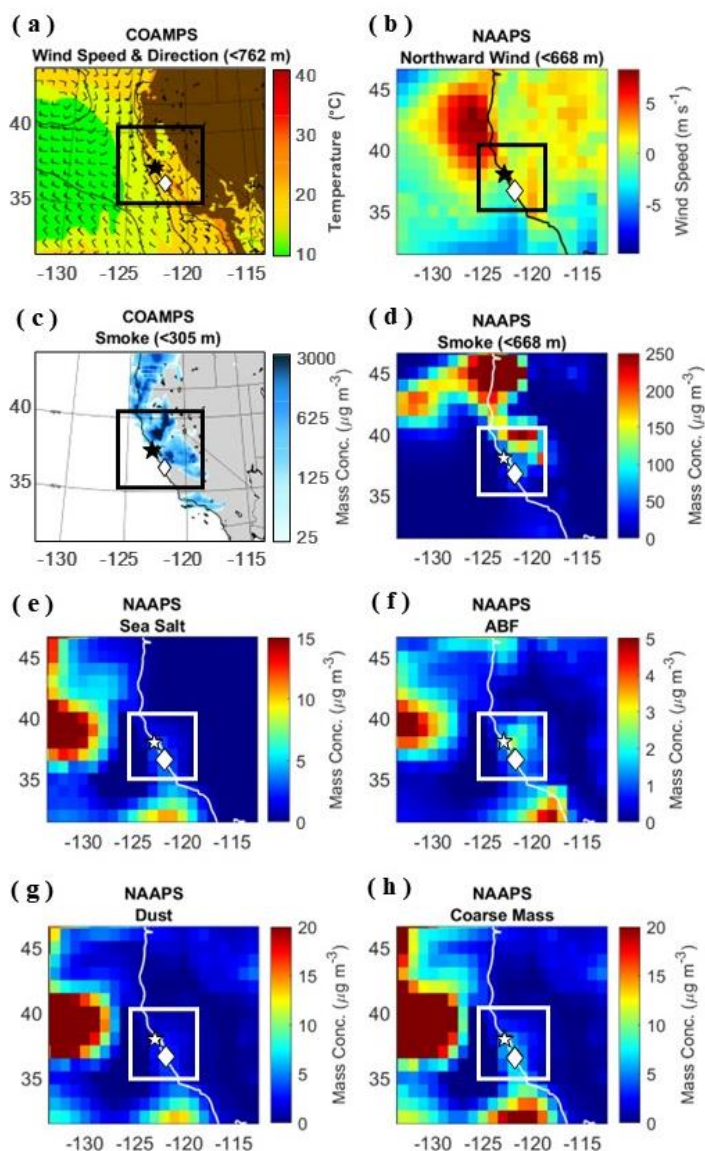 ( a )
COAMPS
Wind Speed & Direction (<762 m)
40
35
-130 -125 -120 -115
40
30
20
10
Temperature (°C)
( b )
NAAPS
Northward Wind (<668 m)
45
40
35
-130 -125 -120 -115
5
0
-5
Wind Speed (m s⁻¹)
( c )
COAMPS
Smoke (<305 m)
40
35
-130 -125 -120 -115
3000
625
125
25
Mass Conc. (μg m⁻³)
( d )
NAAPS
Smoke (<668 m)
45
40
35
-130 -125 -120 -115
250
200
150
100
50
0
Mass Conc. (μg m⁻³)
( e )
NAAPS
Sea Salt
45
40
35
-130 -125 -120 -115
15
10
5
0
Mass Conc. (μg m⁻³)
( f )
NAAPS
ABF
45
40
35
-130 -125 -120 -115
5
4
3
2
1
0
Mass Conc. (μg m⁻³)
( g )
NAAPS
Dust
45
40
35
-130 -125 -120 -115
20
15
10
5
0
Mass Conc. (μg m⁻³)
( h )
NAAPS
Coarse Mass
45
40
35
-130 -125 -120 -115
20
15
10
5
0
Mass Conc. (μg m⁻³)